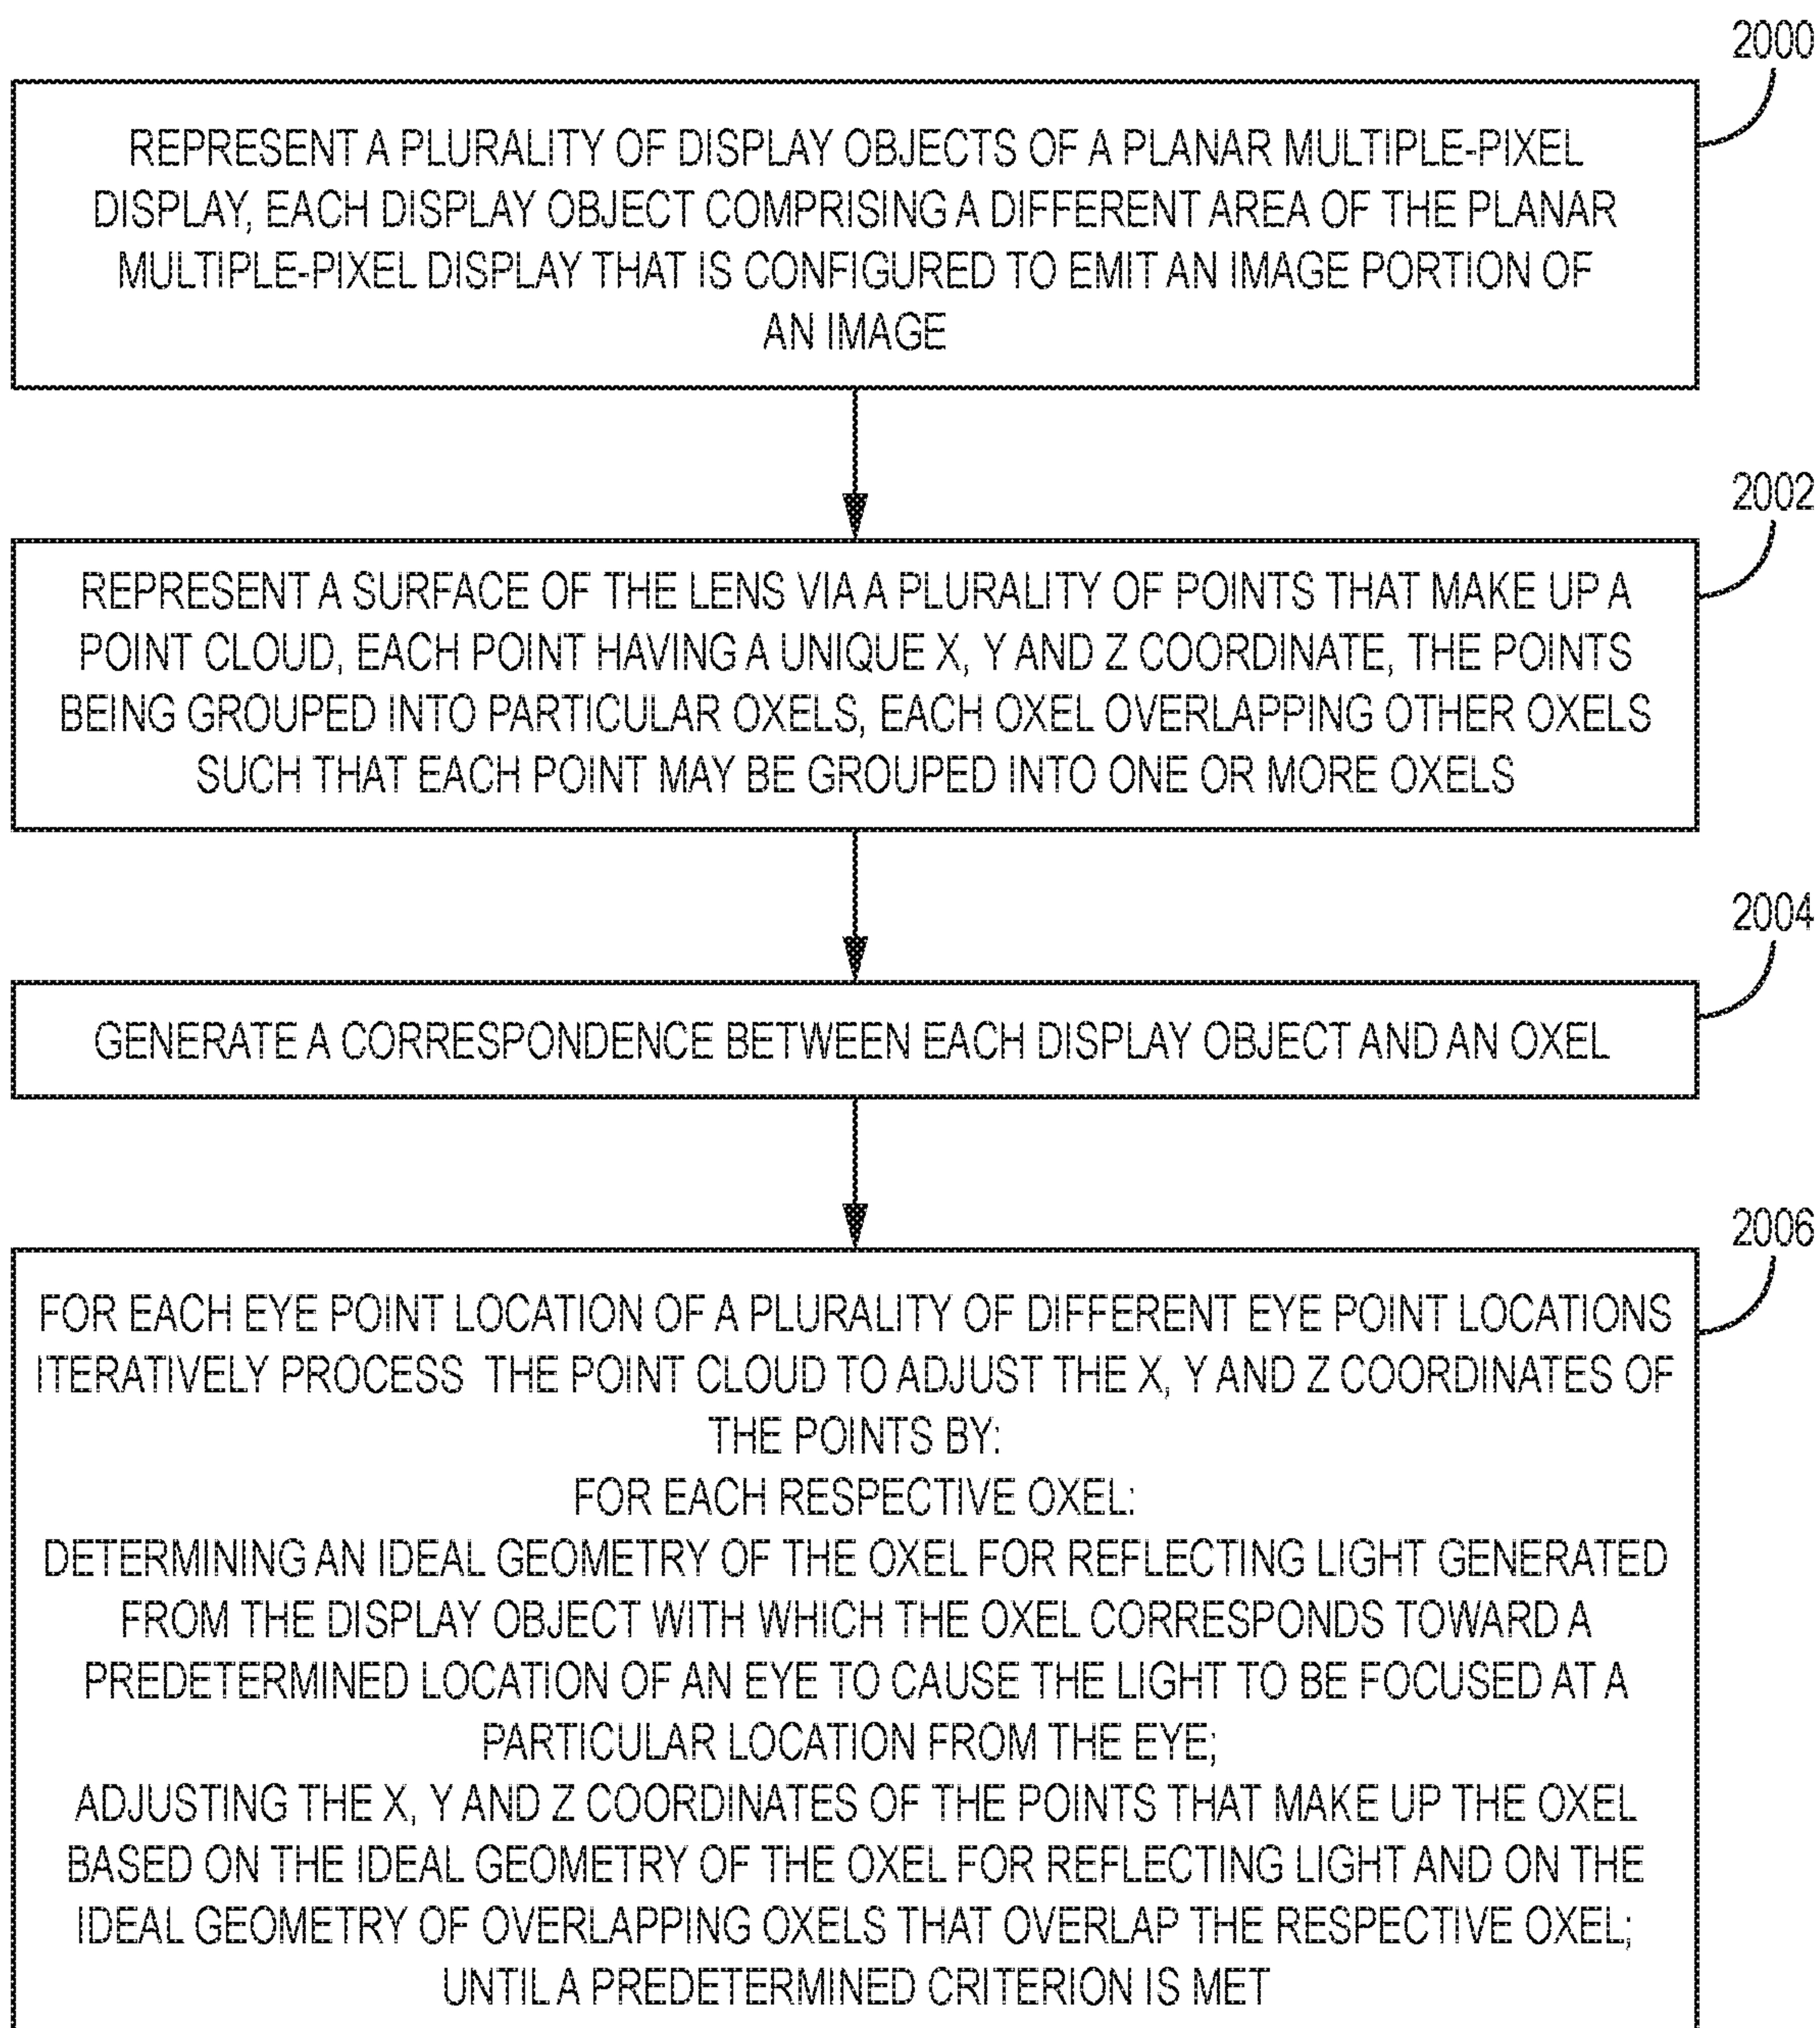 2000
REPRESENT A PLURALITY OF DISPLAY OBJECTS OF A PLANAR MULTIPLE-PIXEL
DISPLAY, EACH DISPLAY OBJECT COMPRISING A DIFFERENT AREA OF THE PLANAR
MULTIPLE-PIXEL DISPLAY THAT IS CONFIGURED TO EMIT AN IMAGE PORTION OF
AN IMAGE
2002
REPRESENT A SURFACE OF THE LENS VIA A PLURALITY OF POINTS THAT MAKE UP A
POINT CLOUD, EACH POINT HAVING A UNIQUE X, Y AND Z COORDINATE, THE POINTS
BEING GROUPED INTO PARTICULAR OXELS, EACH OXEL OVERLAPPING OTHER OXELS
SUCH THAT EACH POINT MAY BE GROUPED INTO ONE OR MORE OXELS
2004
GENERATE A CORRESPONDENCE BETWEEN EACH DISPLAY OBJECT AND AN OXEL
2006
FOR EACH EYE POINT LOCATION OF A PLURALITY OF DIFFERENT EYE POINT LOCATIONS
ITERATIVELY PROCESS THE POINT CLOUD TO ADJUST THE X, Y AND Z COORDINATES OF
THE POINTS BY:
FOR EACH RESPECTIVE OXEL:
DETERMINING AN IDEAL GEOMETRY OF THE OXEL FOR REFLECTING LIGHT GENERATED
FROM THE DISPLAY OBJECT WITH WHICH THE OXEL CORRESPONDS TOWARD A
PREDETERMINED LOCATION OF AN EYE TO CAUSE THE LIGHT TO BE FOCUSED AT A
PARTICULAR LOCATION FROM THE EYE;
ADJUSTING THE X, Y AND Z COORDINATES OF THE POINTS THAT MAKE UP THE OXEL
BASED ON THE IDEAL GEOMETRY OF THE OXEL FOR REFLECTING LIGHT AND ON THE
IDEAL GEOMETRY OF OVERLAPPING OXELS THAT OVERLAP THE RESPECTIVE OXEL;
UNTIL A PREDETERMINED CRITERION IS MET